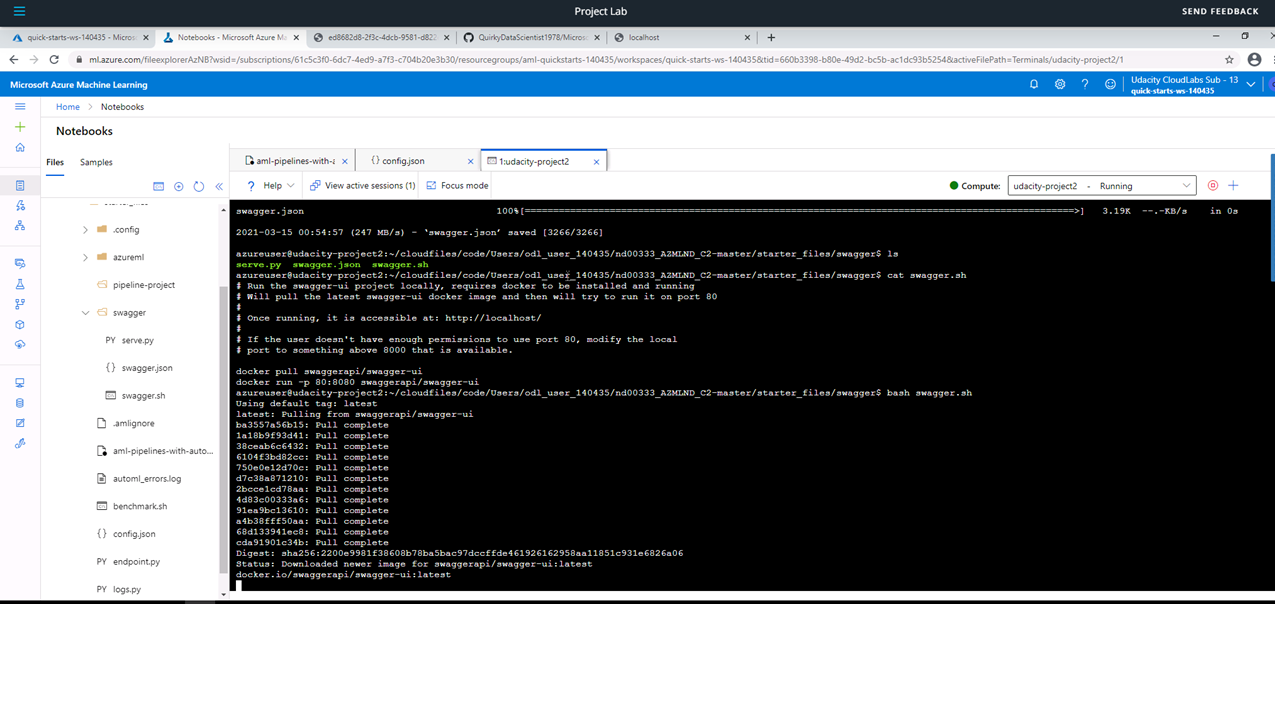 Project Lab
SEND FEEDBACK
quick-starts-ws-140435 - Micros
Notebooks - Microsoft Azure M
ed8682d8-2f3c-4dcb-9581-d822
QuirkyDataScientist1978/Micros
localhost
ml.azure.com/fileexplorerAzNB?wsid=/subscriptions/61c5c3f0-6dc7-4ed9-a7f3-c704b20e3b30/resourcegroups/aml-quickstarts-140435/workspaces/quick-starts-ws-140435&tid=660b3398-b80e-49d2-bc5b-ac1dc93b5254&activeFilePath=Terminals/udacity-project2/1
Microsoft Azure Machine Learning
Udacity CloudLabs Sub - 13
quick-starts-ws-140435
Home > Notebooks
Notebooks
Files Samples
aml-pipelines-with-a
{} config.json
1:udacity-project2
? Help
View active sessions (1)
Focus mode
Compute:
udacity-project2 - Running
.config
azureml
pipeline-project
swagger
PY serve.py
{} swagger.json
swagger.sh
.amlignore
aml-pipelines-with-auto...
automl_errors.log
benchmark.sh
{} config.json
PY endpoint.py
PY logs.py
swagger.json 100%[=====================================================>] 3.19K --.-KB/s in 0s
2021-03-15 00:54:57 (247 MB/s) - ‘swagger.json’ saved [3266/3266]
azureuser@udacity-project2:~/cloudfiles/code/Users/odl_user_140435/nd00333_AZMLND_C2-master/starter_files/swagger$ ls
serve.py swagger.json swagger.sh
azureuser@udacity-project2:~/cloudfiles/code/Users/odl_user_140435/nd00333_AZMLND_C2-master/starter_files/swagger$ cat swagger.sh
# Run the swagger-ui project locally, requires docker to be installed and running
# Will pull the latest swagger-ui docker image and then will try to run it on port 80
#
# Once running, it is accessible at: http://localhost/
#
# If the user doesn't have enough permissions to use port 80, modify the local
# port to something above 8000 that is available.
docker pull swaggerapi/swagger-ui
docker run -p 80:8080 swaggerapi/swagger-ui
azureuser@udacity-project2:~/cloudfiles/code/Users/odl_user_140435/nd00333_AZMLND_C2-master/starter_files/swagger$ bash swagger.sh
Using default tag: latest
latest: Pulling from swaggerapi/swagger-ui
ba3557a56b15: Pull complete
1a18b9f93d41: Pull complete
38ceab6c6432: Pull complete
6104f3bd82cc: Pull complete
750e0e12d70c: Pull complete
d7c38a871210: Pull complete
2bcce1cd78aa: Pull complete
4d83c00333a6: Pull complete
91ea9bc13610: Pull complete
a4b38fff50aa: Pull complete
68d133941ec8: Pull complete
cda91901c34b: Pull complete
Digest: sha256:2200e9981f38608b78ba5bac97dccffde461926162958aa11851c931e6826a06
Status: Downloaded newer image for swaggerapi/swagger-ui:latest
docker.io/swaggerapi/swagger-ui:latest